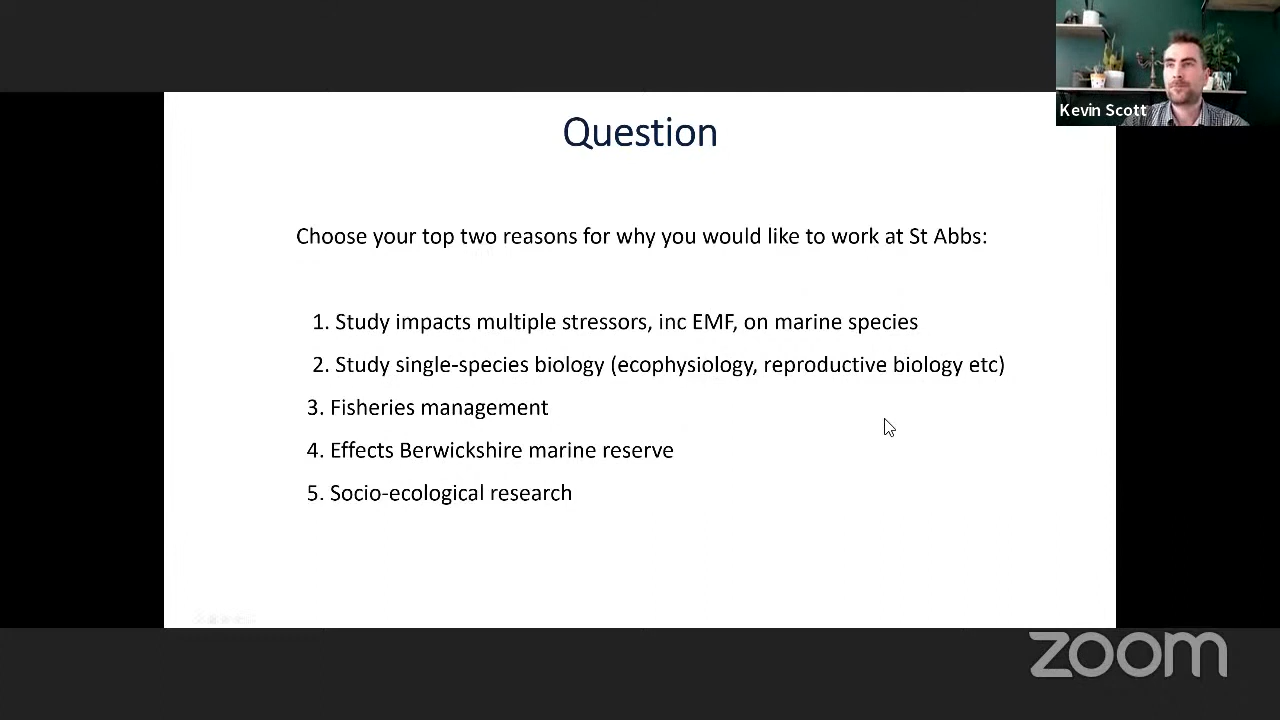 Kevin Scott
Question
Choose your top two reasons for why you would like to work at St Abbs:
1. Study impacts multiple stressors, inc EMF, on marine species
2. Study single-species biology (ecophysiology, reproductive biology etc)
3. Fisheries management
4. Effects Berwickshire marine reserve
5. Socio-ecological research
zoom